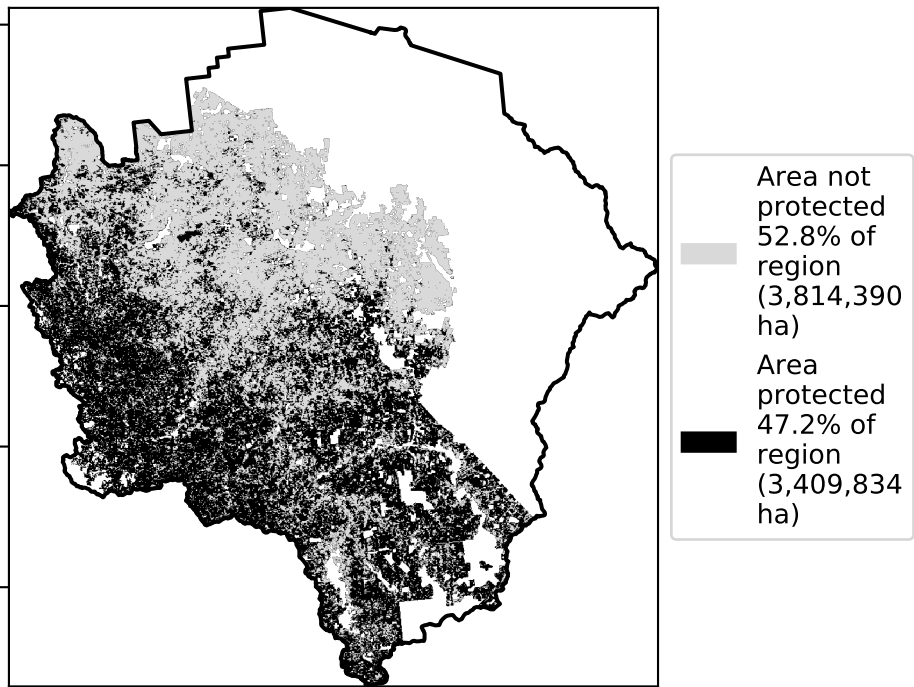 Area not
protected
52.8% of
region
(3,814,390
ha)
Area
protected
47.2% of
region
(3,409,834
ha)